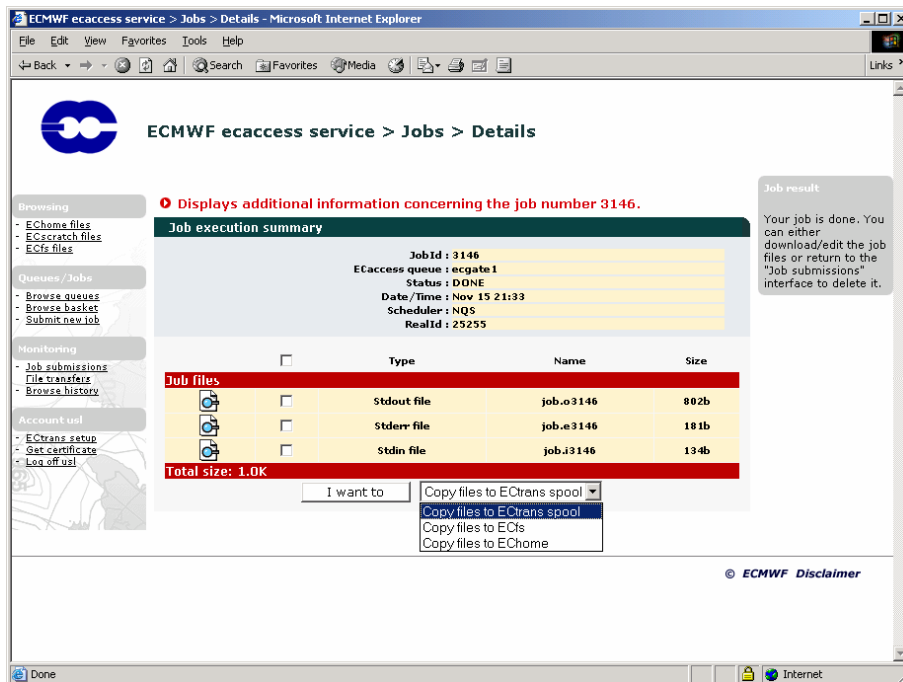 ECMWF ecaccess service > Jobs > Details - Microsoft Internet Explorer
File Edit View Favorites Tools Help
Back Search Favorites Media Links »
ECMWF ecaccess service > Jobs > Details
Browsing
- EChome files
- ECscratch files
- ECfs files
Queues/Jobs
- Browse queues
- Browse basket
- Submit new job
Monitoring
- Job submissions
File transfers
- Browse history
Account usl
- ECtrans setup
- Get certificate
- Log off usl
Displays additional information concerning the job number 3146.
Job execution summary
JobId : 3146
ECaccess queue : ecgate1
Status : DONE
Date/Time : Nov 15 21:33
Scheduler : NQS
RealId : 25255
Type Name Size
Job files
Stdout file job.o3146 802b
Stderr file job.e3146 181b
Stdin file job.i3146 134b
Total size: 1.0K
I want to Copy files to ECtrans spool
Copy files to ECtrans spool
Copy files to ECfs
Copy files to EChome
Job result
Your job is done. You
can either
download/edit the job
files or return to the
"Job submissions"
interface to delete it.
© ECMWF Disclaimer
Done Internet